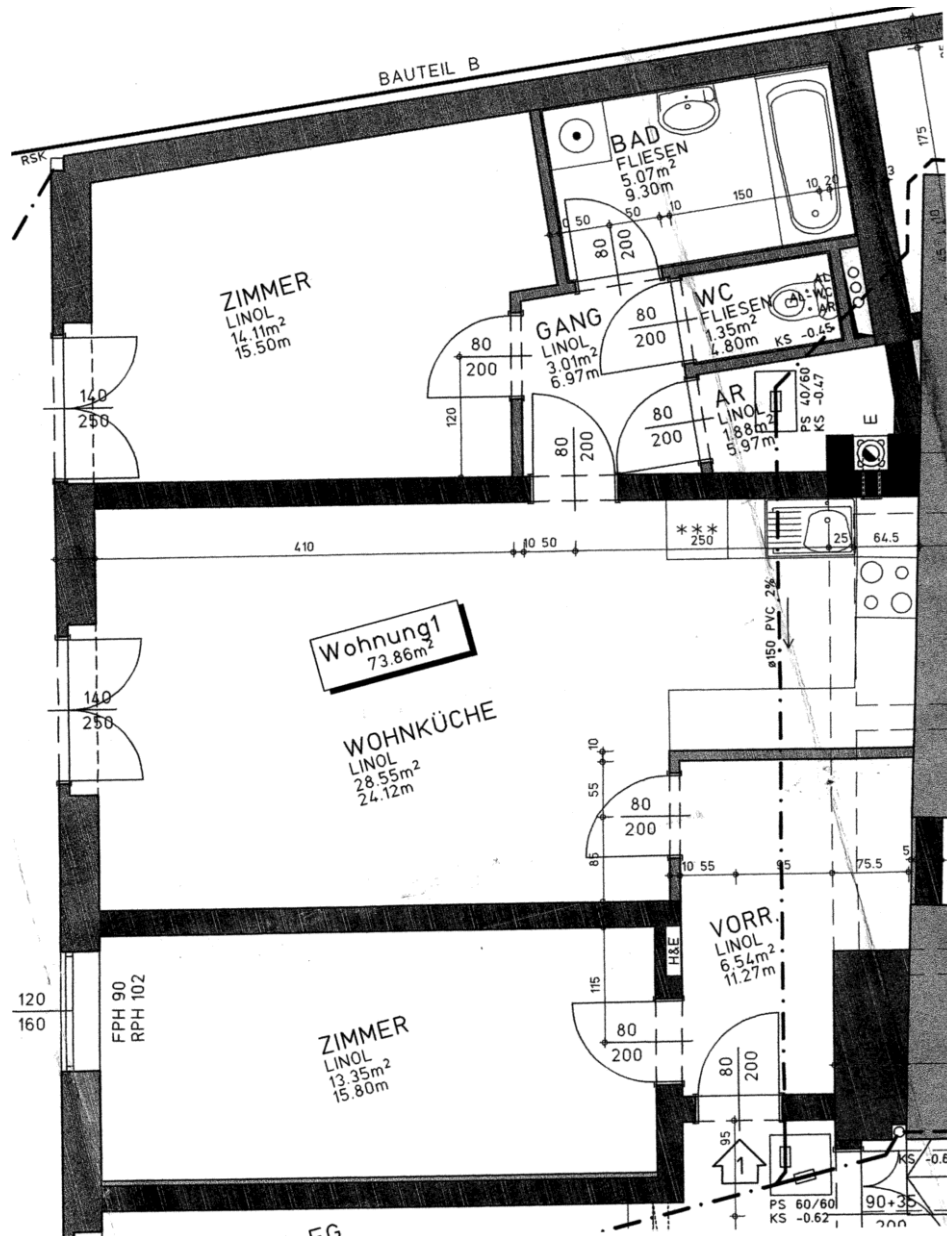 BAUTEIL B
RSK
175
BAD
FLIESEN
5.07m²
9.30m
50
50
10
150
10
20
3
80
200
ZIMMER
LINOL
14.11m²
15.50m
GANG
LINOL
3.01m²
6.97m
WC
FLIESEN
1.35m²
4.80m
AL
AL-WC
AR
KS -0.45
80
200
80
200
120
140
250
80
200
80
200
AR
LINOL
1.88m²
5.97m
PS 40/60
KS -0.47
E
410
10 50
***
250
25
64.5
ø150 PVC 2%
Wohnung1
73.86m²
140
250
WOHNKÜCHE
LINOL
28.55m²
24.12m
10
55
80
200
85
10 55
95
75.5
5
VORR.
LINOL
6.54m²
11.27m
H&E
115
120
160
FPH 90
RPH 102
ZIMMER
LINOL
13.35m²
15.80m
80
200
80
200
95
1
PS 60/60
KS -0.62
90+35
200
EG